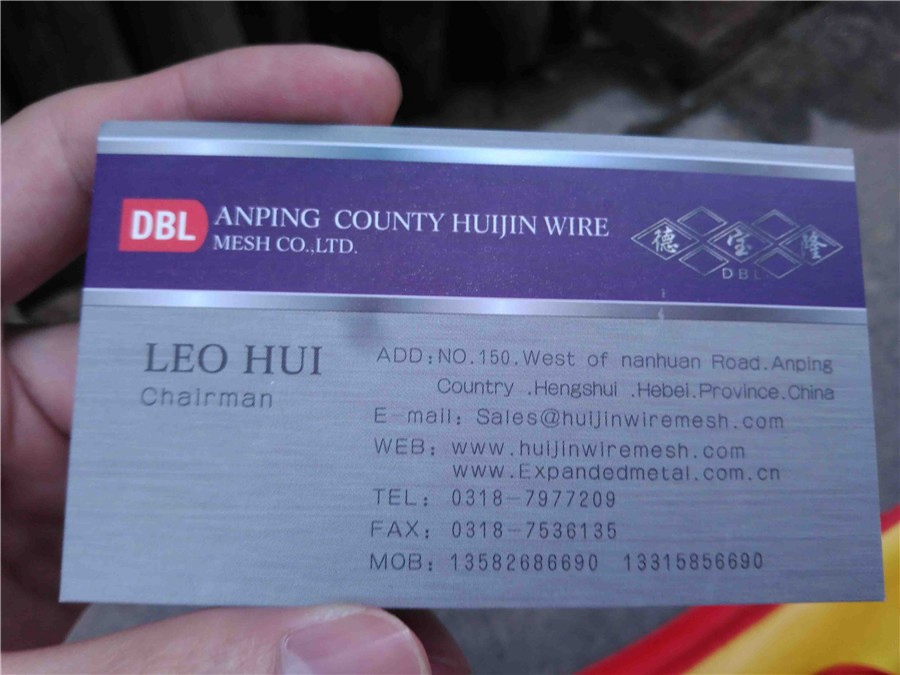 DBL ANPING COUNTY HUIJIN WIRE
MESH CO.,LTD.
德宝隆
DBL
LEO HUI
Chairman
ADD:NO.150.West of nanhuan Road.Anping
Country .Hengshui .Hebei.Province.China
E-mail: Sales@huijinwiremesh.com
WEB: www.huijinwiremesh.com
www.Expandedmetal.com.cn
TEL: 0318-7977209
FAX: 0318-7536135
MOB: 13582686690 13315856690